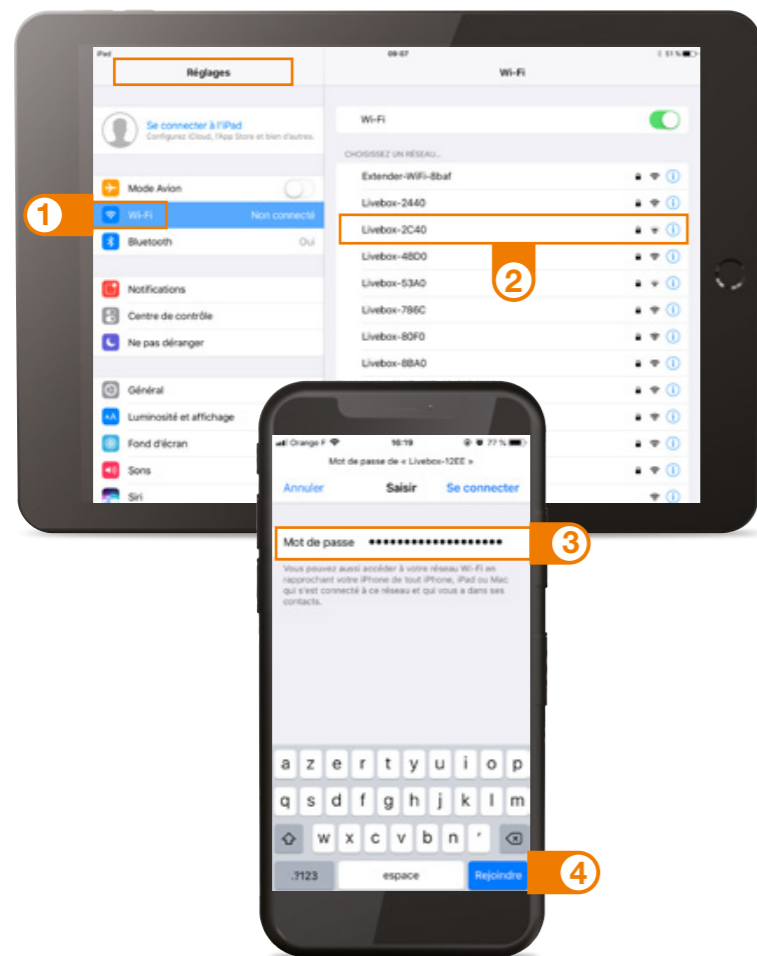 iPad 09:07 51 %
Réglages Wi-Fi
Se connecter à l'iPad
Configurez iCloud, l'App Store et bien d'autres.
Wi-Fi
CHOISISSEZ UN RÉSEAU...
Extender-WiFi-8baf
Mode Avion
Livebox-2440
1 Wi-Fi Non connecté
Livebox-2C40
Bluetooth Oui
Livebox-4BD0
2
Livebox-53A0
Notifications
Livebox-786C
Centre de contrôle
Livebox-80F0
Ne pas déranger
Livebox-8BA0
Général
Luminosité et affichage
Fond d'écran
Sons
Siri
Orange F 16:19 77 %
Mot de passe de « Livebox-12EE »
Annuler Saisir Se connecter
Mot de passe ••••••••••••••••••• 3
Vous pouvez aussi accéder à votre réseau Wi-Fi en
rapprochant votre iPhone de tout iPhone, iPad ou Mac
qui s'est connecté à ce réseau et qui vous a dans ses
contacts.
a z e r t y u i o p
q s d f g h j k l m
w x c v b n ´
.?123 espace Rejoindre 4